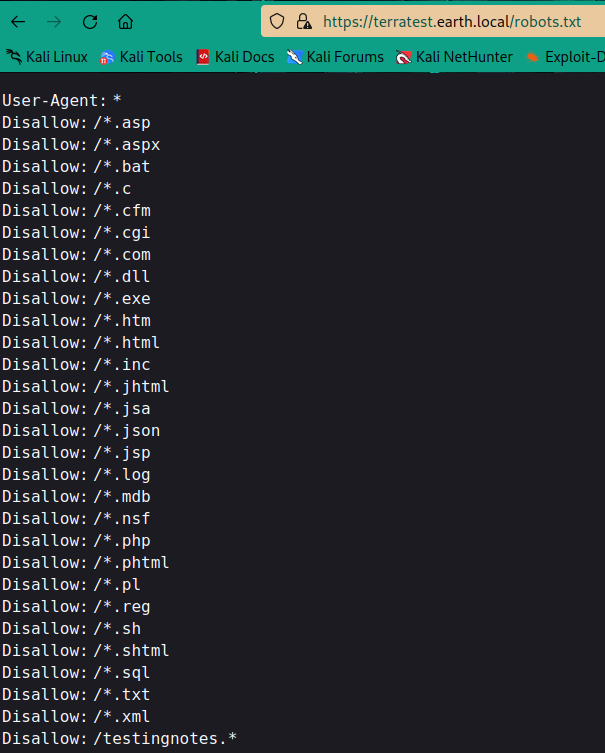 https://terratest.earth.local/robots.txt
Kali Linux Kali Tools Kali Docs Kali Forums Kali NetHunter Exploit-D
User-Agent: *
Disallow: /*.asp
Disallow: /*.aspx
Disallow: /*.bat
Disallow: /*.c
Disallow: /*.cfm
Disallow: /*.cgi
Disallow: /*.com
Disallow: /*.dll
Disallow: /*.exe
Disallow: /*.htm
Disallow: /*.html
Disallow: /*.inc
Disallow: /*.jhtml
Disallow: /*.jsa
Disallow: /*.json
Disallow: /*.jsp
Disallow: /*.log
Disallow: /*.mdb
Disallow: /*.nsf
Disallow: /*.php
Disallow: /*.phtml
Disallow: /*.pl
Disallow: /*.reg
Disallow: /*.sh
Disallow: /*.shtml
Disallow: /*.sql
Disallow: /*.txt
Disallow: /*.xml
Disallow: /testingnotes.*